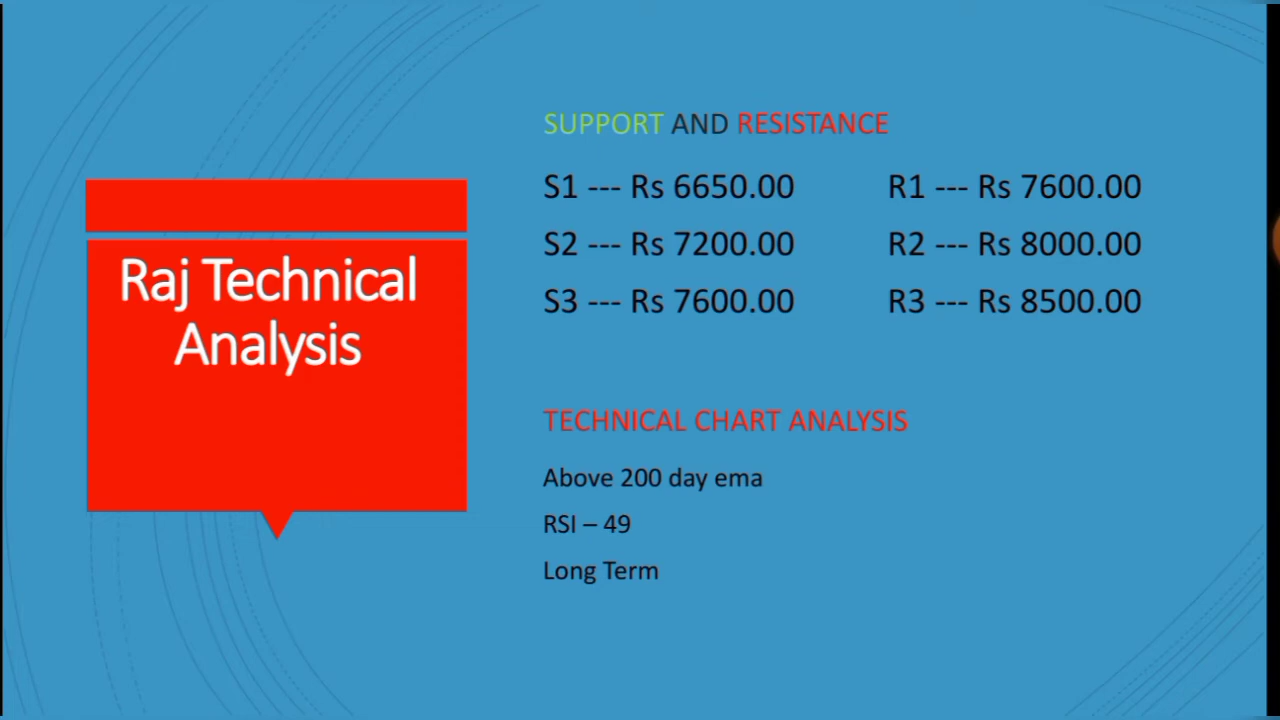 Raj Technical
Analysis
SUPPORT AND RESISTANCE
S1 --- Rs 6650.00 R1 --- Rs 7600.00
S2 --- Rs 7200.00 R2 --- Rs 8000.00
S3 --- Rs 7600.00 R3 --- Rs 8500.00
TECHNICAL CHART ANALYSIS
Above 200 day ema
RSI – 49
Long Term